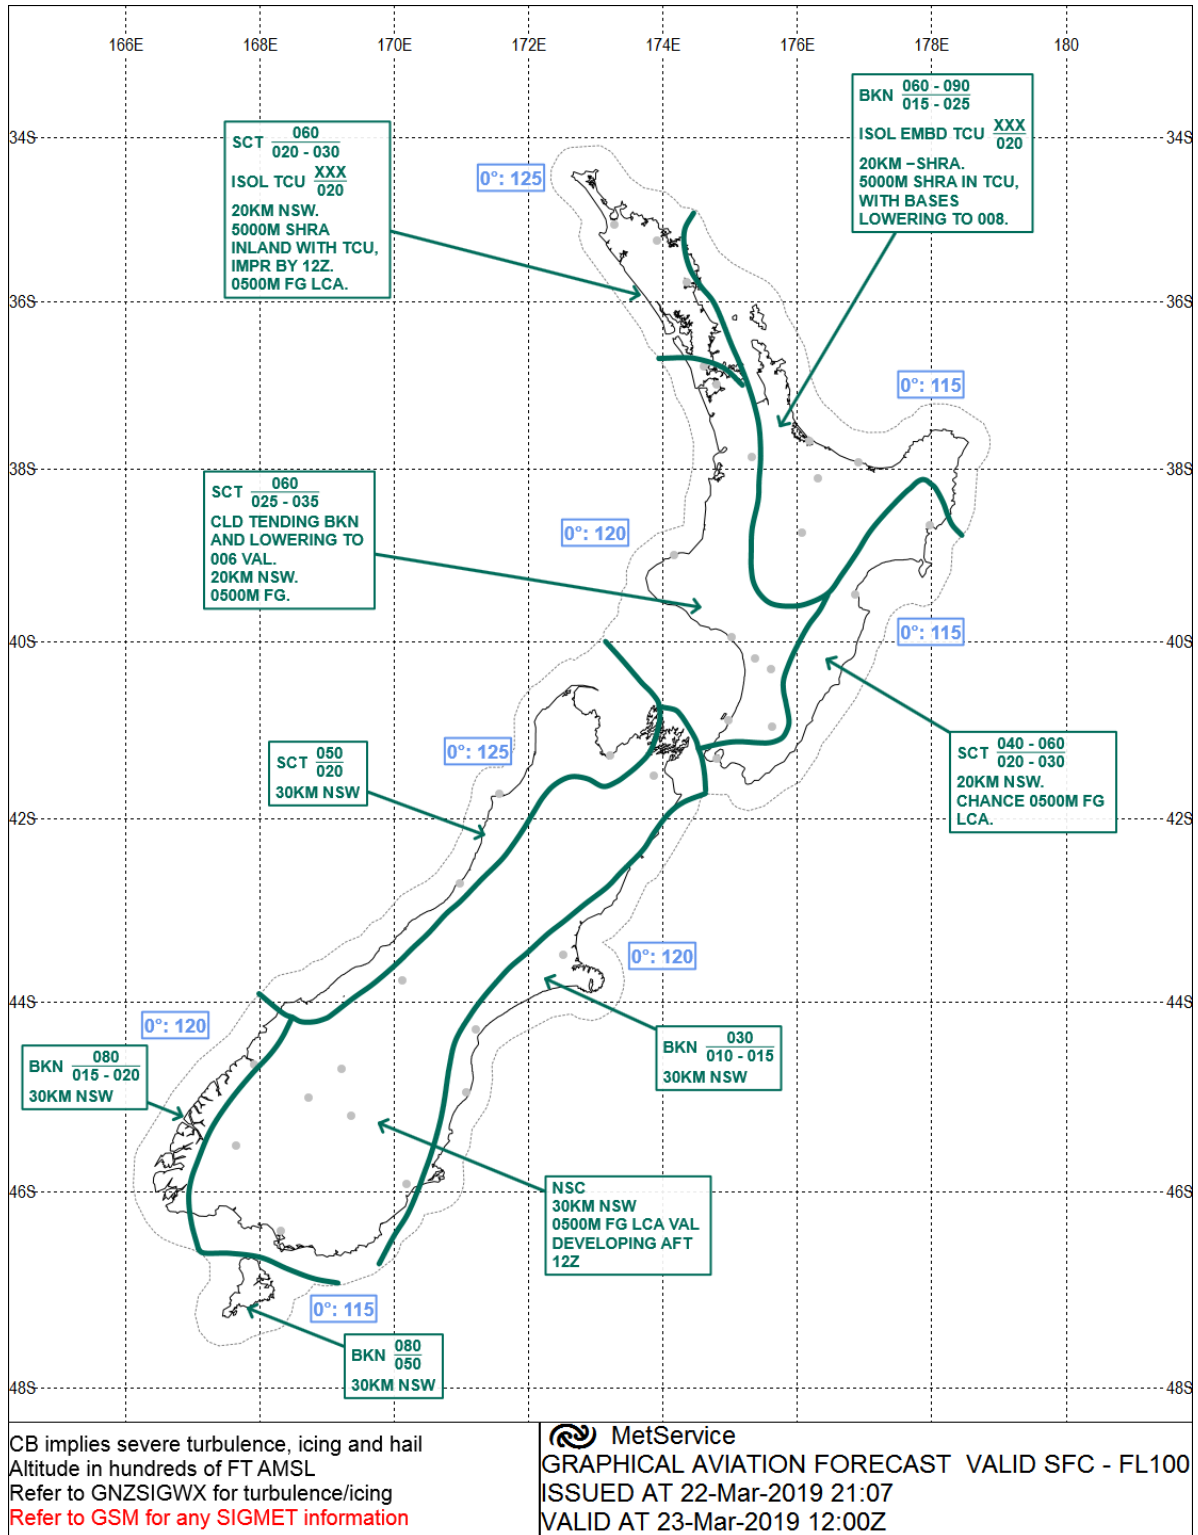 166E 168E 170E 172E 174E 176E 178E 180
34S
34S
36S
36S
38S
38S
40S
40S
42S
42S
44S
44S
46S
46S
48S
48S
SCT 060
020 - 030
ISOL TCU XXX
020
20KM NSW.
5000M SHRA
INLAND WITH TCU,
IMPR BY 12Z.
0500M FG LCA.
0°: 125
BKN 060 - 090
015 - 025
ISOL EMBD TCU XXX
020
20KM –SHRA.
5000M SHRA IN TCU,
WITH BASES
LOWERING TO 008.
0°: 115
SCT 060
025 - 035
CLD TENDING BKN
AND LOWERING TO
006 VAL.
20KM NSW.
0500M FG.
0°: 120
0°: 115
SCT 050
020
30KM NSW
0°: 125
SCT 040 - 060
020 - 030
20KM NSW.
CHANCE 0500M FG
LCA.
0°: 120
0°: 120
BKN 080
015 - 020
30KM NSW
BKN 030
010 - 015
30KM NSW
NSC
30KM NSW
0500M FG LCA VAL
DEVELOPING AFT
12Z
0°: 115
BKN 080
050
30KM NSW
CB implies severe turbulence, icing and hail
Altitude in hundreds of FT AMSL
Refer to GNZSIGWX for turbulence/icing
Refer to GSM for any SIGMET information
MetService
GRAPHICAL AVIATION FORECAST VALID SFC - FL100
ISSUED AT 22-Mar-2019 21:07
VALID AT 23-Mar-2019 12:00Z